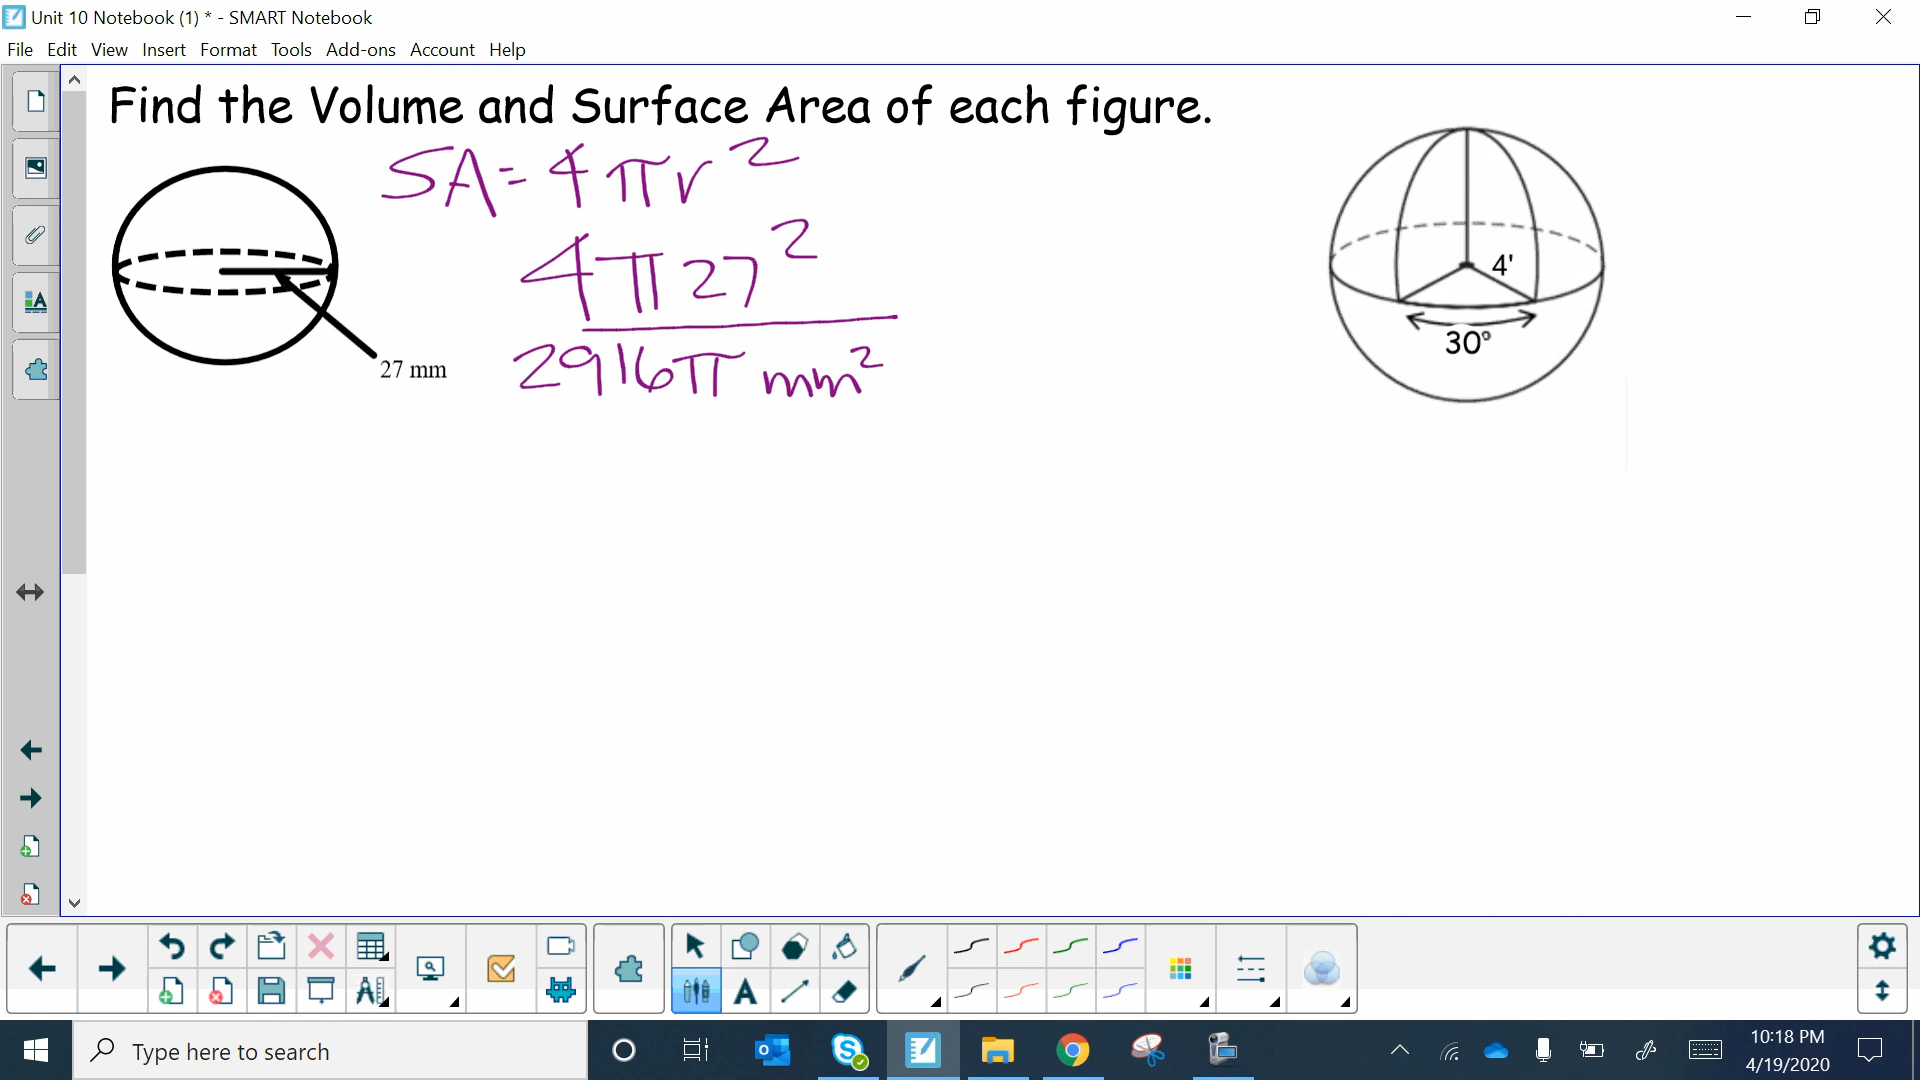 Unit 10 Notebook (1) * - SMART Notebook
File Edit View Insert Format Tools Add-ons Account Help
Find the Volume and Surface Area of each figure.
SA = 4πr²
4π27²
2916π mm²
27 mm
4'
30°
Type here to search
10:18 PM
4/19/2020